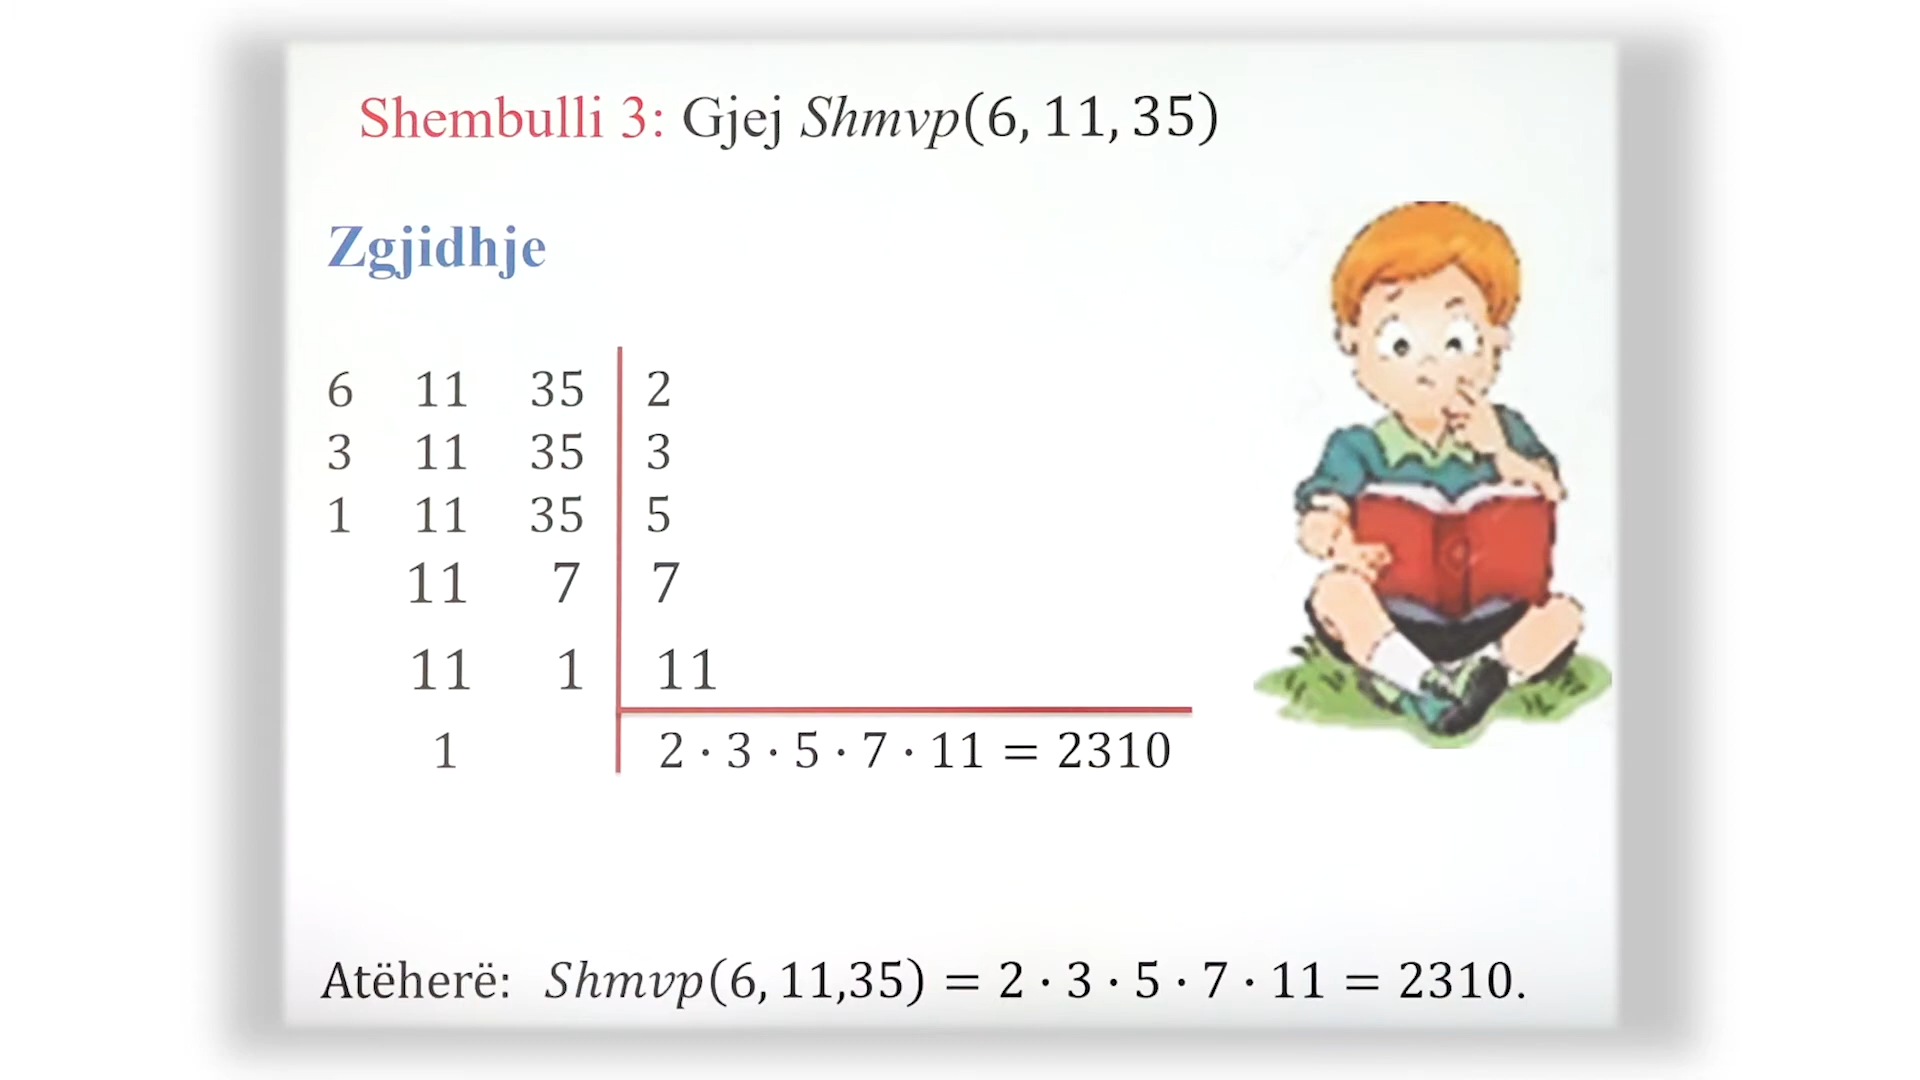 Shembulli 3: Gjej Shmvp(6, 11, 35)
Zgjidhje
6 11 35 2
3 11 35 3
1 11 35 5
11 7 7
11 1 11
1 2 · 3 · 5 · 7 · 11 = 2310
Atëherë: Shmvp(6, 11,35) = 2 · 3 · 5 · 7 · 11 = 2310.